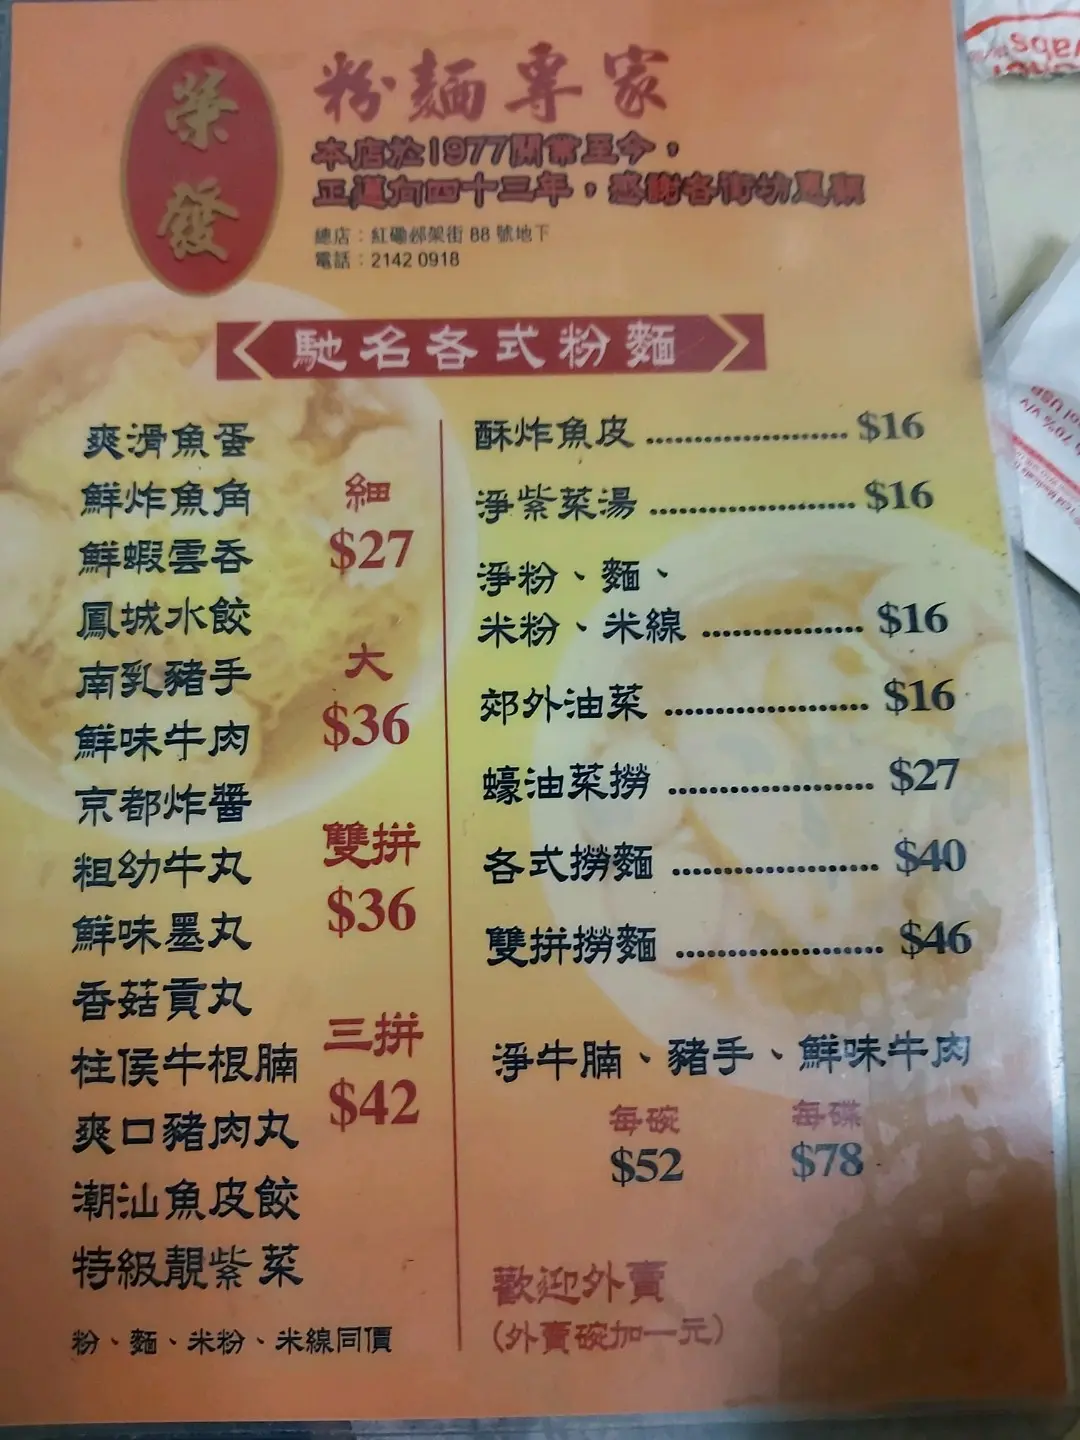 榮發
粉麵專家
本店於1977開業至今，
正邁向四十三年，感謝各街坊惠顧
總店：紅磡邨架街 88 號地下
電話：2142 0918
馳名各式粉麵
爽滑魚蛋
鮮炸魚角
鮮蝦雲吞
鳳城水餃
南乳豬手
鮮味牛肉
京都炸醬
粗幼牛丸
鮮味墨丸
香菇貢丸
柱侯牛根腩
爽口豬肉丸
潮汕魚皮餃
特級靚紫菜
粉、麵、米粉、米線同價
細
$27
大
$36
雙拼
$36
三拼
$42
酥炸魚皮 .................... $16
淨紫菜湯 .................... $16
淨粉、麵、
米粉、米線 ................ $16
郊外油菜 .................... $16
蠔油菜撈 .................... $27
各式撈麵 .................... $40
雙拼撈麵 .................... $46
淨牛腩、豬手、鮮味牛肉
每碗 每碟
$52 $78
歡迎外賣
(外賣碗加一元)
70% v/v